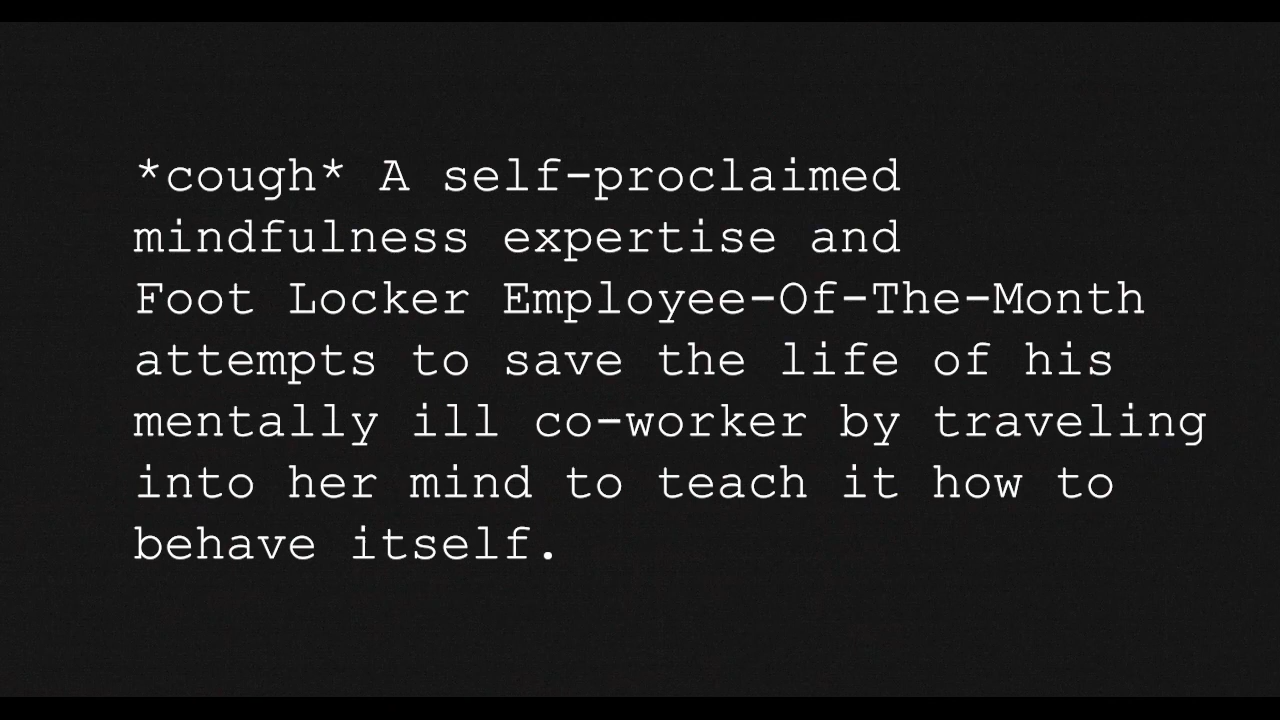 *cough* A self-proclaimed
mindfulness expertise and
Foot Locker Employee-Of-The-Month
attempts to save the life of his
mentally ill co-worker by traveling
into her mind to teach it how to
behave itself.